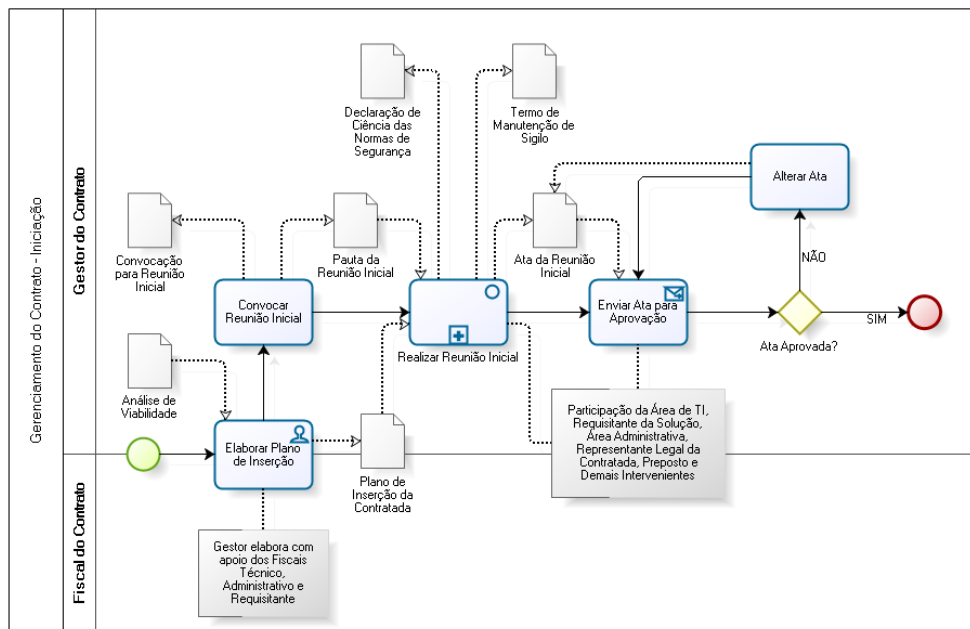 Gerenciamento do Contrato - Iniciação
Gestor do Contrato
Fiscal do Contrato
Declaração de
Ciência das
Normas de
Segurança
Termo de
Manutenção de
Sigilo
Alterar Ata
Convocação
para Reunião
Inicial
Pauta da
Reunião Inicial
Ata da Reunião
Inicial
NÃO
Convocar
Reunião Inicial
Realizar Reunião Inicial
Enviar Ata para
Aprovação
SIM
Ata Aprovada?
Análise de
Viabilidade
Elaborar Plano
de Inserção
Plano de
Inserção da
Contratada
Participação da Área de TI,
Requisitante da Solução,
Área Administrativa,
Representante Legal da
Contratada, Preposto e
Demais Intervenientes
Gestor elabora com
apoio dos Fiscais
Técnico,
Administrativo e
Requisitante